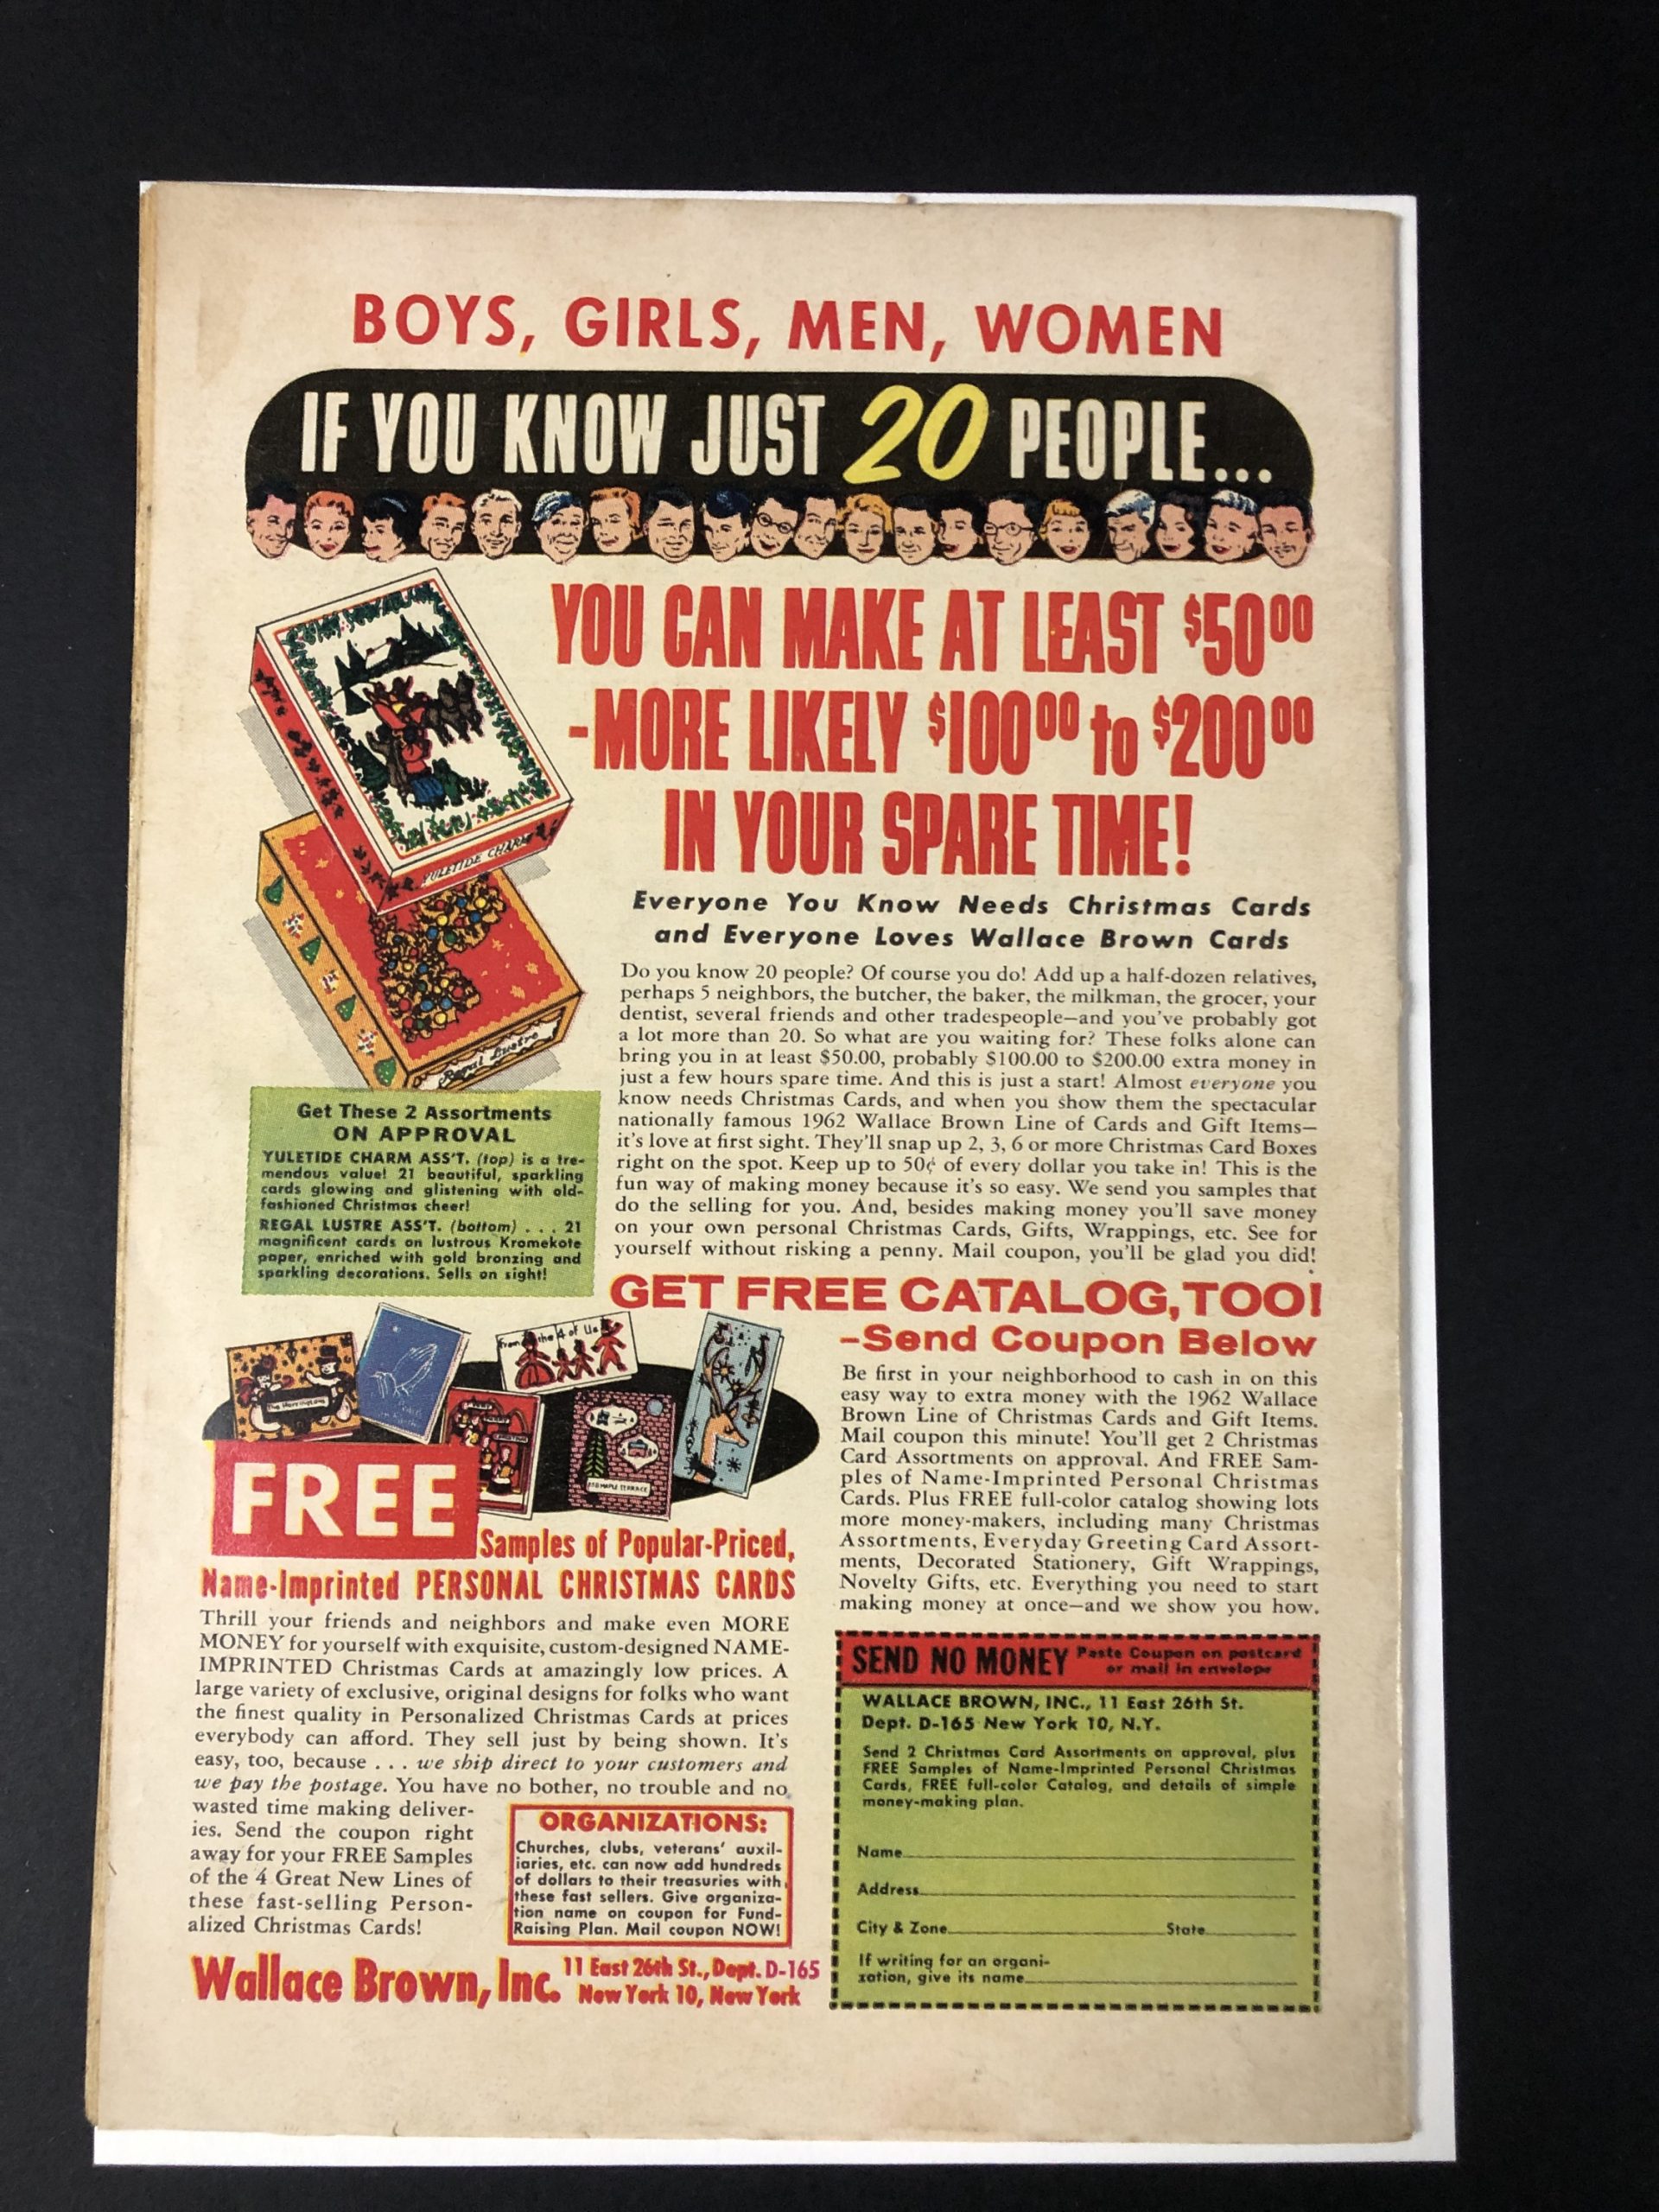 BOYS, GIRLS, MEN, WOMEN
IF YOU KNOW JUST 20 PEOPLE...
YOU CAN MAKE AT LEAST $50 00
-MORE LIKELY $100 00 to $200 00
IN YOUR SPARE TIME!
YULETIDE CHARM
Regal Lustre
Everyone You Know Needs Christmas Cards
and Everyone Loves Wallace Brown Cards
Do you know 20 people? Of course you do! Add up a half-dozen relatives,
perhaps 5 neighbors, the butcher, the baker, the milkman, the grocer, your
dentist, several friends and other tradespeople—and you've probably got
a lot more than 20. So what are you waiting for? These folks alone can
bring you in at least $50.00, probably $100.00 to $200.00 extra money in
just a few hours spare time. And this is just a start! Almost everyone you
know needs Christmas Cards, and when you show them the spectacular
nationally famous 1962 Wallace Brown Line of Cards and Gift Items—
it's love at first sight. They'll snap up 2, 3, 6 or more Christmas Card Boxes
right on the spot. Keep up to 50¢ of every dollar you take in! This is the
fun way of making money because it's so easy. We send you samples that
do the selling for you. And, besides making money you'll save money
on your own personal Christmas Cards, Gifts, Wrappings, etc. See for
yourself without risking a penny. Mail coupon, you'll be glad you did!
Get These 2 Assortments
ON APPROVAL
YULETIDE CHARM ASS'T. (top) is a tre-
mendous value! 21 beautiful, sparkling
cards glowing and glistening with old-
fashioned Christmas cheer!
REGAL LUSTRE ASS'T. (bottom) . . . 21
magnificent cards on lustrous Kromekote
paper, enriched with gold bronzing and
sparkling decorations. Sells on sight!
GET FREE CATALOG, TOO!
–Send Coupon Below
Be first in your neighborhood to cash in on this
easy way to extra money with the 1962 Wallace
Brown Line of Christmas Cards and Gift Items.
Mail coupon this minute! You'll get 2 Christmas
Card Assortments on approval. And FREE Sam-
ples of Name-Imprinted Personal Christmas
Cards. Plus FREE full-color catalog showing lots
more money-makers, including many Christmas
Assortments, Everyday Greeting Card Assort-
ments, Decorated Stationery, Gift Wrappings,
Novelty Gifts, etc. Everything you need to start
making money at once—and we show you how.
The Harringtons
from the 4 of Us
MAPLE TERRACE
FREE
Samples of Popular-Priced,
Name-Imprinted PERSONAL CHRISTMAS CARDS
Thrill your friends and neighbors and make even MORE
MONEY for yourself with exquisite, custom-designed NAME-
IMPRINTED Christmas Cards at amazingly low prices. A
large variety of exclusive, original designs for folks who want
the finest quality in Personalized Christmas Cards at prices
everybody can afford. They sell just by being shown. It's
easy, too, because . . . we ship direct to your customers and
we pay the postage. You have no bother, no trouble and no
wasted time making deliver-
ies. Send the coupon right
away for your FREE Samples
of the 4 Great New Lines of
these fast-selling Person-
alized Christmas Cards!
ORGANIZATIONS:
Churches, clubs, veterans' auxil-
iaries, etc. can now add hundreds
of dollars to their treasuries with
these fast sellers. Give organiza-
tion name on coupon for Fund-
Raising Plan. Mail coupon NOW!
Wallace Brown, Inc. 11 East 26th St., Dept. D-165
New York 10, New York
SEND NO MONEY Paste Coupon on postcard
or mail in envelope
WALLACE BROWN, INC., 11 East 26th St.
Dept. D-165 New York 10, N.Y.
Send 2 Christmas Card Assortments on approval, plus
FREE Samples of Name-Imprinted Personal Christmas
Cards, FREE full-color Catalog, and details of simple
money-making plan.
Name
Address
City & Zone State
If writing for an organi-
zation, give its name